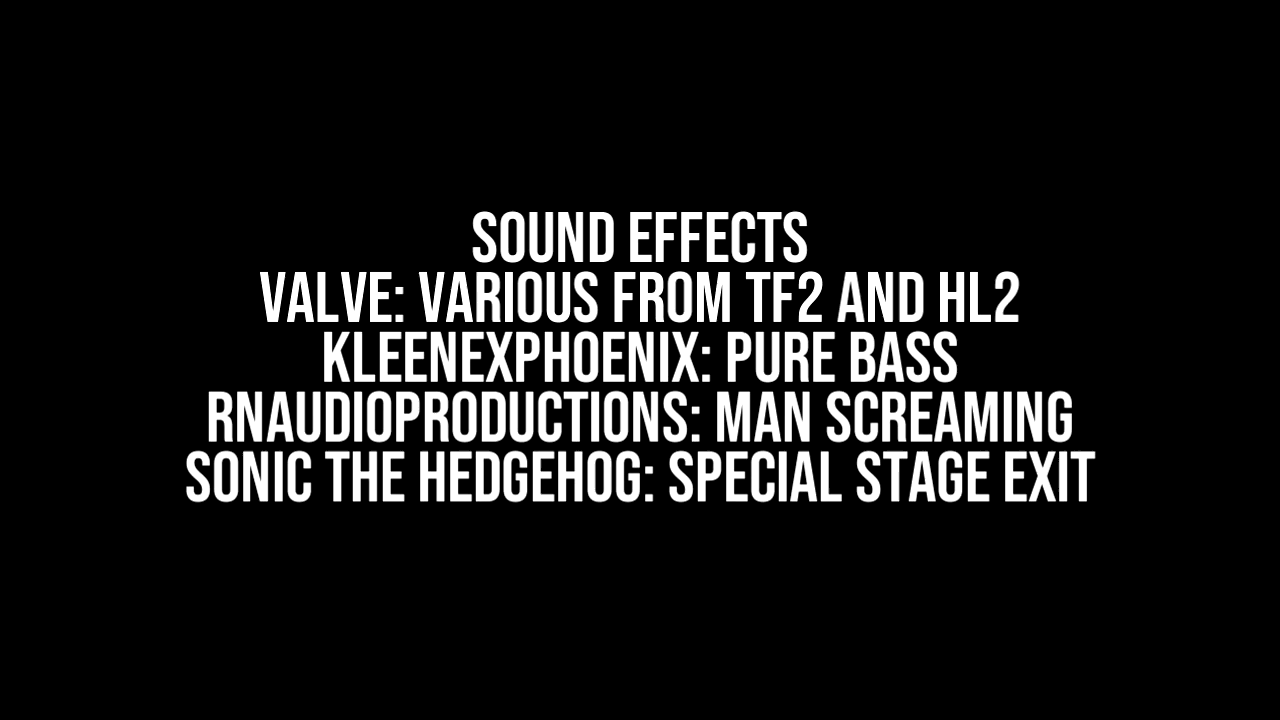 SOUND EFFECTS
VALVE: VARIOUS FROM TF2 AND HL2
KLEENEXPHOENIX: PURE BASS
RNAUDIOPRODUCTIONS: MAN SCREAMING
SONIC THE HEDGEHOG: SPECIAL STAGE EXIT